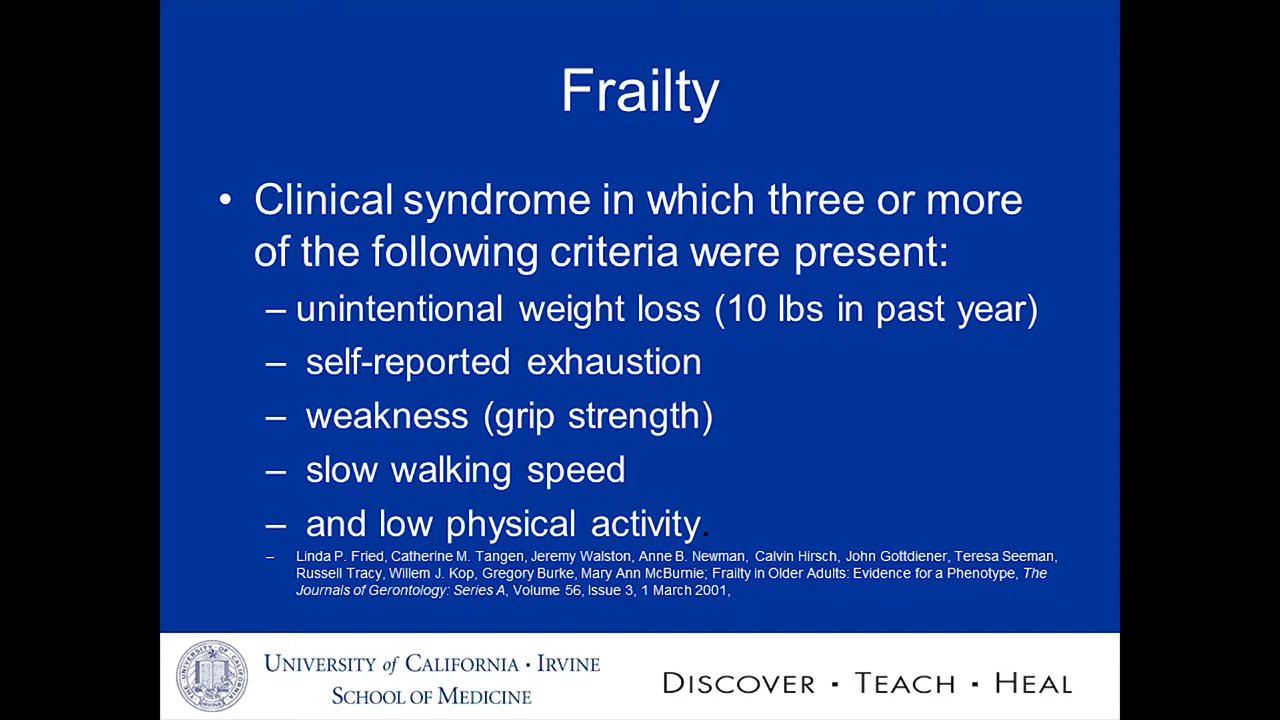 Frailty
• Clinical syndrome in which three or more
of the following criteria were present:
– unintentional weight loss (10 lbs in past year)
– self-reported exhaustion
– weakness (grip strength)
– slow walking speed
– and low physical activity.
– Linda P. Fried, Catherine M. Tangen, Jeremy Walston, Anne B. Newman, Calvin Hirsch, John Gottdiener, Teresa Seeman,
Russell Tracy, Willem J. Kop, Gregory Burke, Mary Ann McBurnie; Frailty in Older Adults: Evidence for a Phenotype, The
Journals of Gerontology: Series A, Volume 56, Issue 3, 1 March 2001,
UNIVERSITY of CALIFORNIA · IRVINE
SCHOOL OF MEDICINE
DISCOVER · TEACH · HEAL